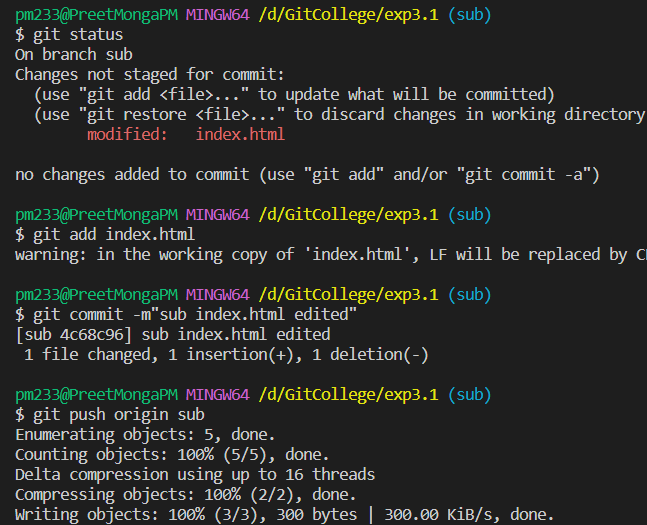 pm233@PreetMongaPM MINGW64 /d/GitCollege/exp3.1 (sub)
$ git status
On branch sub
Changes not staged for commit:
  (use "git add <file>..." to update what will be committed)
  (use "git restore <file>..." to discard changes in working directory
        modified:   index.html

no changes added to commit (use "git add" and/or "git commit -a")

pm233@PreetMongaPM MINGW64 /d/GitCollege/exp3.1 (sub)
$ git add index.html
warning: in the working copy of 'index.html', LF will be replaced by

pm233@PreetMongaPM MINGW64 /d/GitCollege/exp3.1 (sub)
$ git commit -m"sub index.html edited"
[sub 4c68c96] sub index.html edited
 1 file changed, 1 insertion(+), 1 deletion(-)

pm233@PreetMongaPM MINGW64 /d/GitCollege/exp3.1 (sub)
$ git push origin sub
Enumerating objects: 5, done.
Counting objects: 100% (5/5), done.
Delta compression using up to 16 threads
Compressing objects: 100% (2/2), done.
Writing objects: 100% (3/3), 300 bytes | 300.00 KiB/s, done.